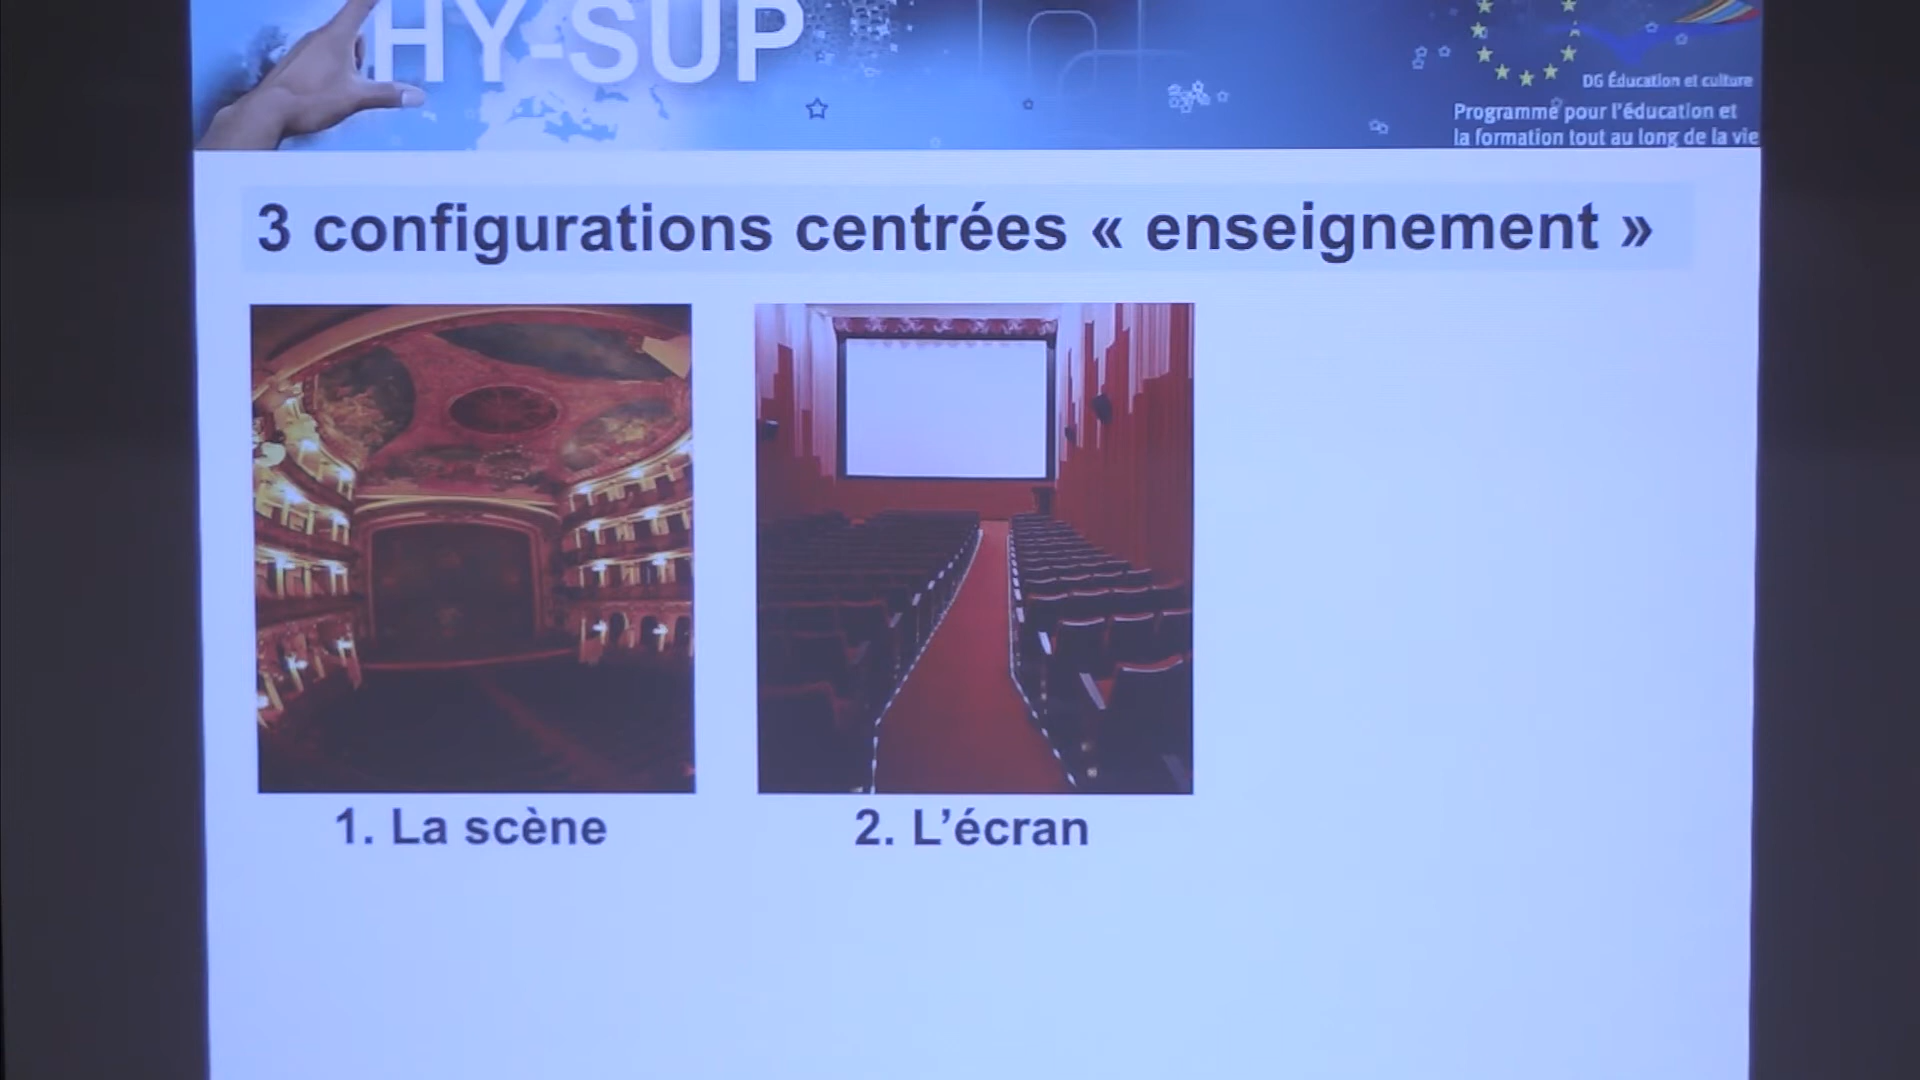 HY-SUP
DG Éducation et culture
Programme pour l'éducation et
la formation tout au long de la vie
3 configurations centrées « enseignement »
1. La scène
2. L'écran